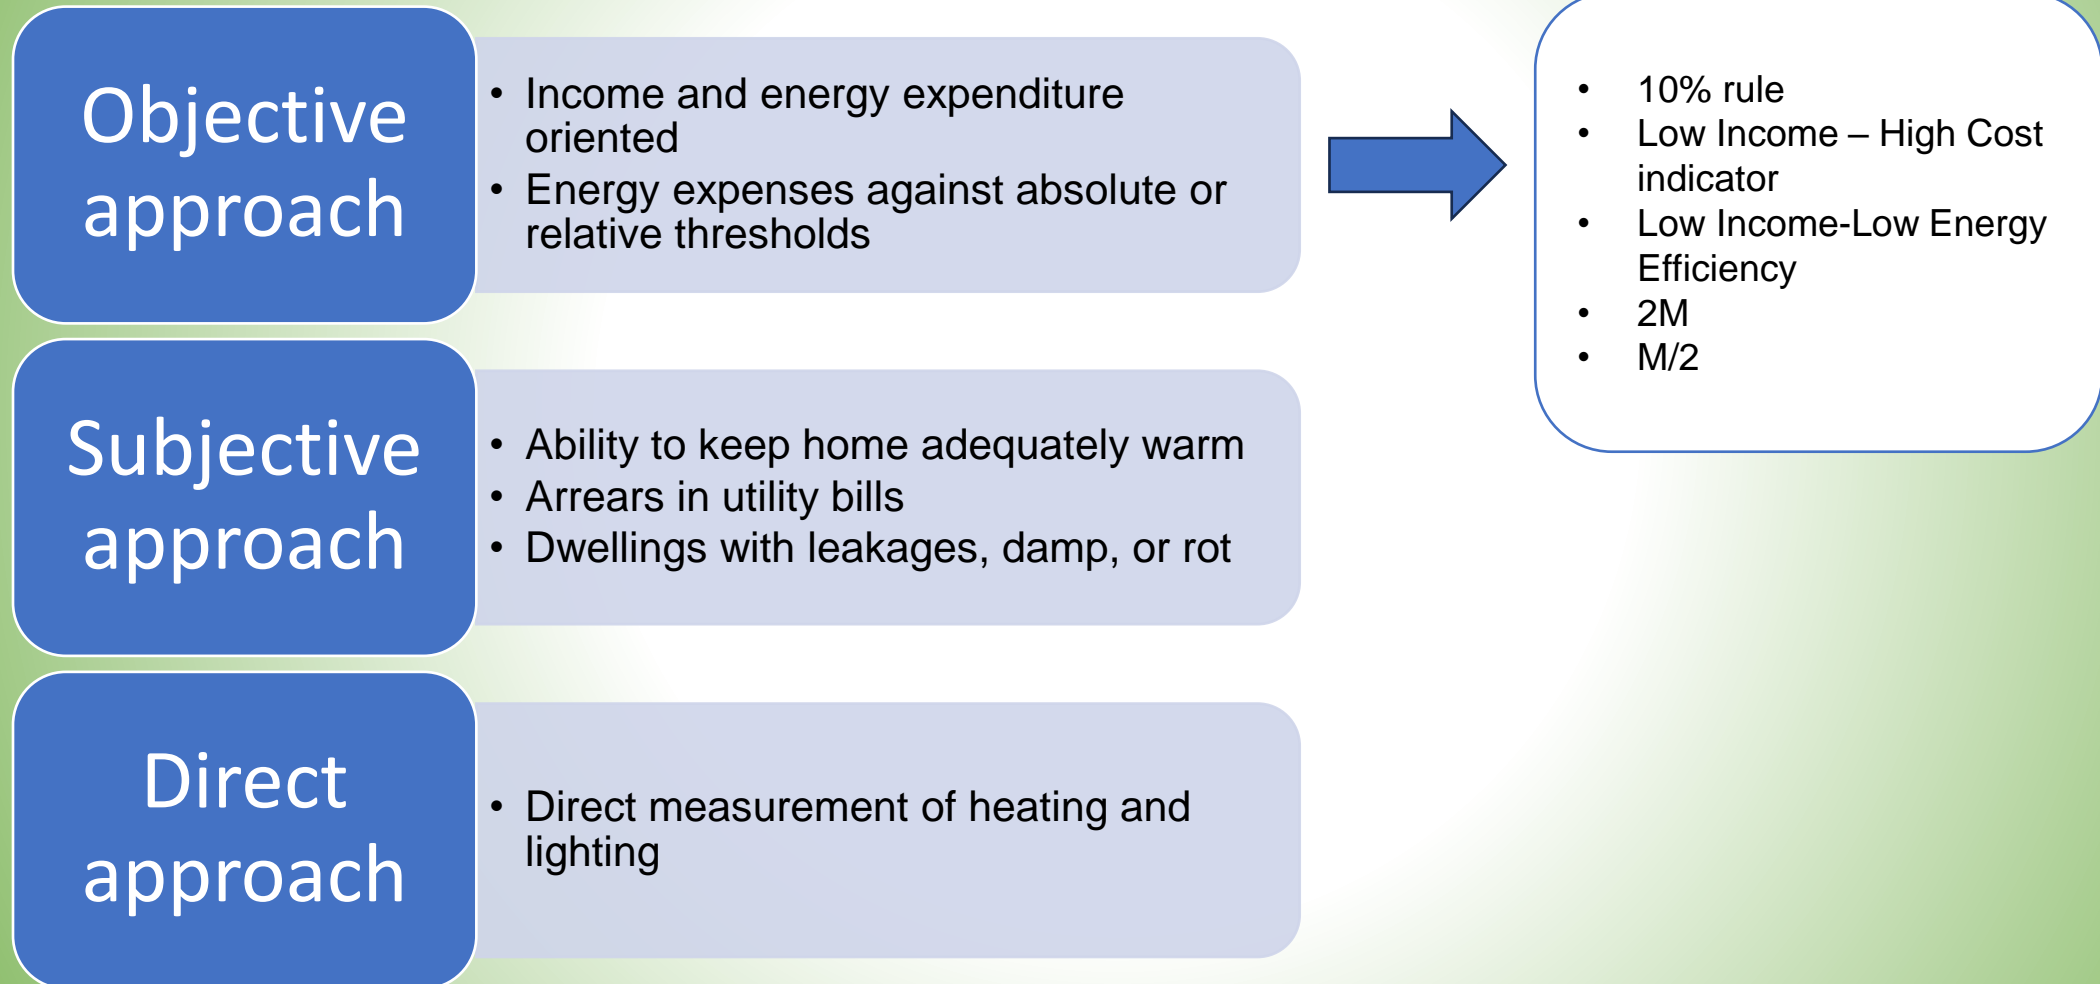 Objective
approach
• Income and energy expenditure
oriented
• Energy expenses against absolute or
relative thresholds
• 10% rule
• Low Income – High Cost
indicator
• Low Income-Low Energy
Efficiency
• 2M
• M/2
Subjective
approach
• Ability to keep home adequately warm
• Arrears in utility bills
• Dwellings with leakages, damp, or rot
Direct
approach
• Direct measurement of heating and
lighting